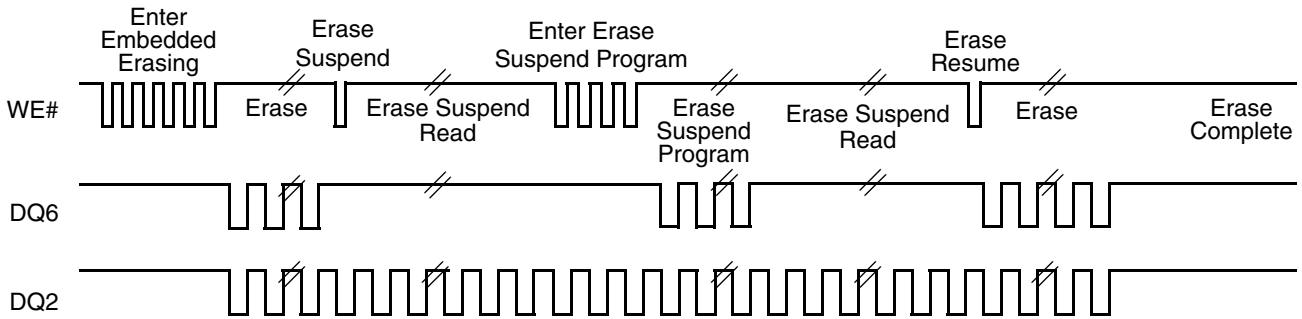 Enter
Embedded
Erasing
Erase
Suspend
Enter Erase
Suspend Program
Erase
Resume
WE#
Erase
Erase Suspend
Read
Erase
Suspend
Program
Erase Suspend
Read
Erase
Erase
Complete
DQ6
DQ2